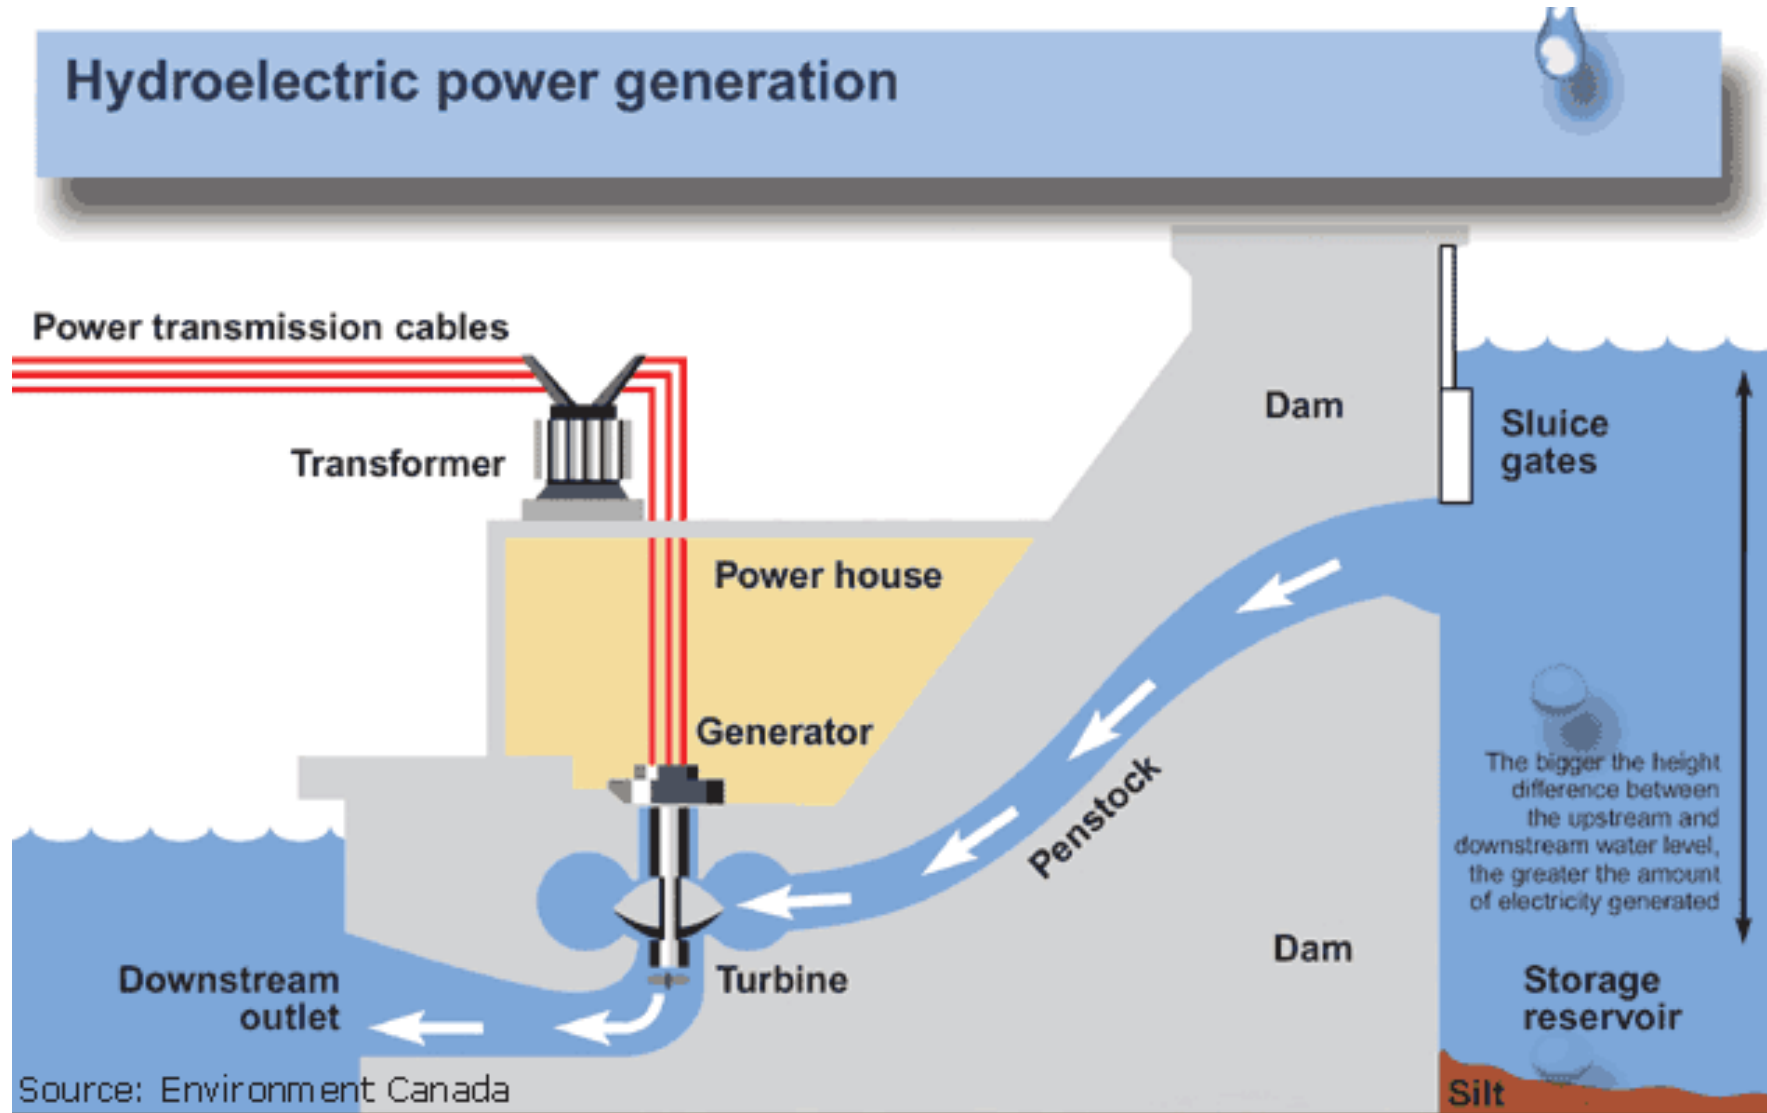 Hydroelectric power generation
Power transmission cables
Transformer
Power house
Generator
Dam
Sluice
gates
Penstock
The bigger the height
difference between
the upstream and
downstream water level,
the greater the amount
of electricity generated
Dam
Turbine
Downstream
outlet
Storage
reservoir
Silt
Source: Environment Canada